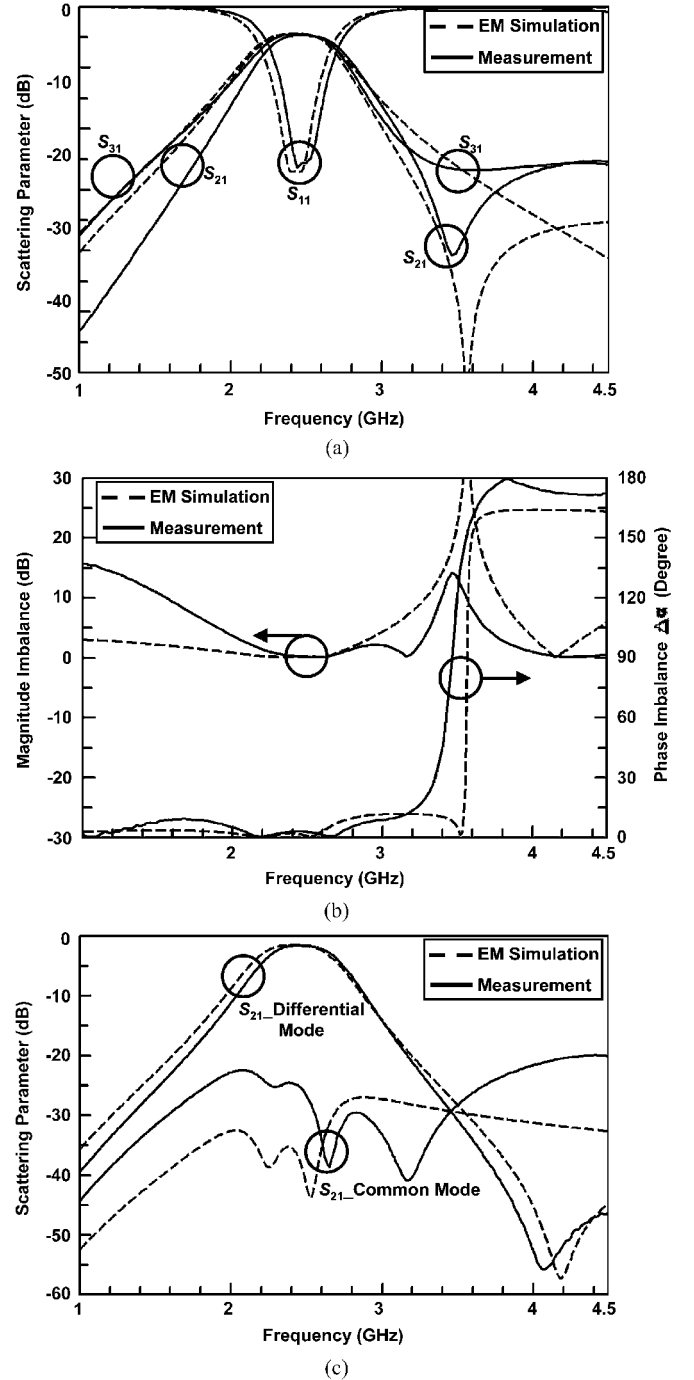 0
-10
-20
-30
-40
-50
Scattering Parameter (dB)
EM Simulation
Measurement
S31
S21
S11
S31
S21
1
2
3
4
4.5
Frequency (GHz)
(a)
30
20
10
0
-10
-20
-30
Magnitude Imbalance (dB)
EM Simulation
Measurement
180
150
120
90
60
30
0
Phase Imbalance Δα (Degree)
2
3
4
4.5
Frequency (GHz)
(b)
0
-10
-20
-30
-40
-50
-60
Scattering Parameter (dB)
EM Simulation
Measurement
S21_Differential
Mode
S21_Common Mode
1
2
3
4
4.5
Frequency (GHz)
(c)